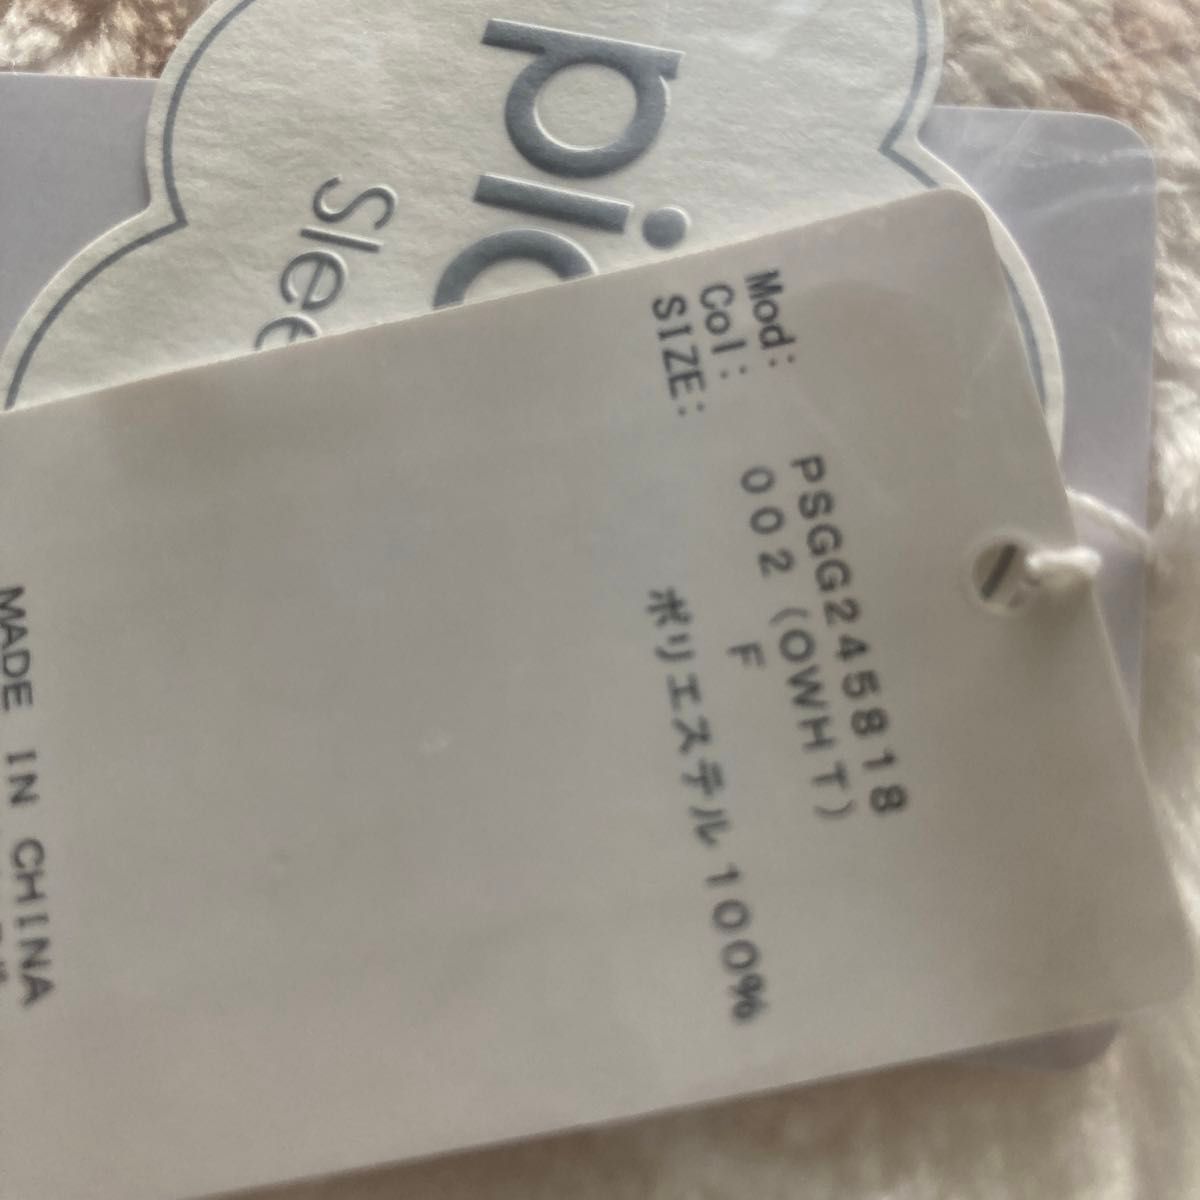 pic
Slee
Mod: PSGG245818
Col: 002 (OWHT)
SIZE: F
ポリエステル100%
MADE IN CHINA